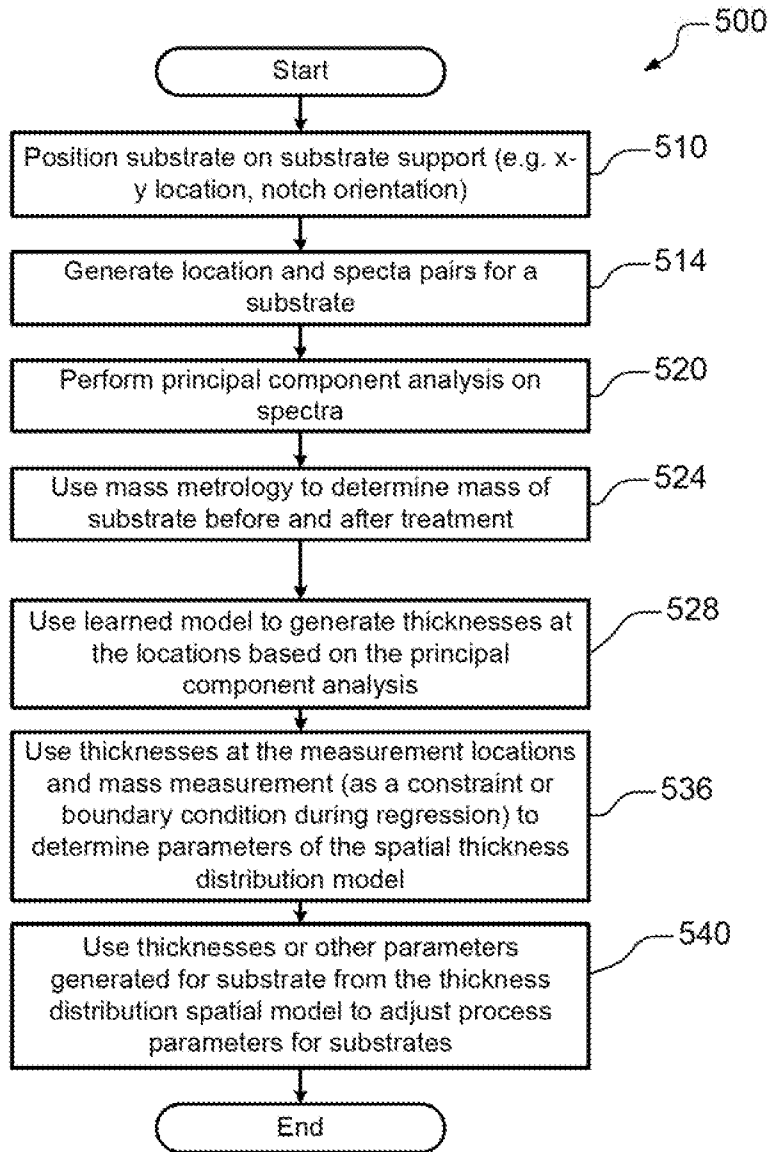 500
Start
Position substrate on substrate support (e.g. x-
y location, notch orientation)
510
Generate location and specta pairs for a
substrate
514
Perform principal component analysis on
spectra
520
Use mass metrology to determine mass of
substrate before and after treatment
524
Use learned model to generate thicknesses at
the locations based on the principal
component analysis
528
Use thicknesses at the measurement locations
and mass measurement (as a constraint or
boundary condition during regression) to
determine parameters of the spatial thickness
distribution model
536
Use thicknesses or other parameters
generated for substrate from the thickness
distribution spatial model to adjust process
parameters for substrates
540
End